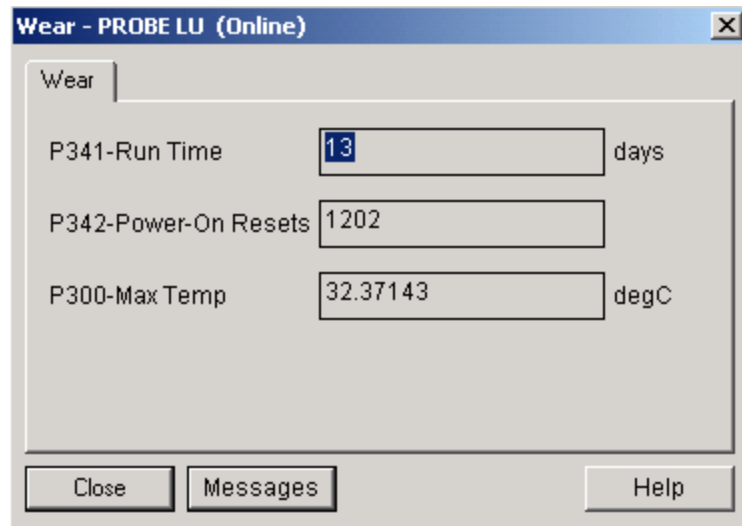 Wear - PROBE LU (Online)
Wear
P341-Run Time 13 days
P342-Power-On Resets 1202
P300-Max Temp 32.37143 degC
Close Messages Help